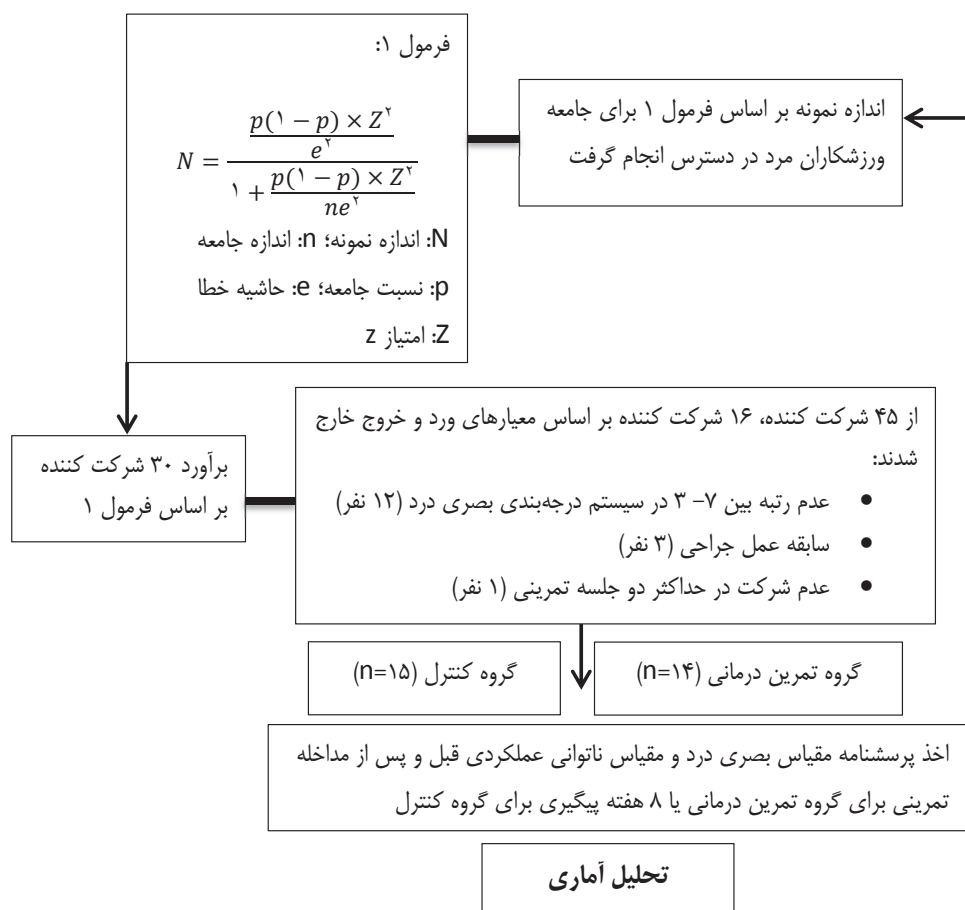 اندازه نمونه بر اساس فرمول ۱ برای جامعه
ورزشکاران مرد در دسترس انجام گرفت
فرمول ۱:
N = (p(۱ − p) × Z^۲ / e^۲) / (۱ + p(۱ − p) × Z^۲ / ne^۲)
N: اندازه نمونه؛ n: اندازه جامعه
p: نسبت جامعه؛ e: حاشیه خطا
Z: امتیاز z
برآورد ۳۰ شرکت کننده
بر اساس فرمول ۱
از ۴۵ شرکت کننده، ۱۶ شرکت کننده بر اساس معیارهای ورد و خروج خارج
شدند:
• عدم رتبه بین ۷– ۳ در سیستم درجه‌بندی بصری درد (۱۲ نفر)
• سابقه عمل جراحی (۳ نفر)
• عدم شرکت در حداکثر دو جلسه تمرینی (۱ نفر)
گروه تمرین درمانی (n=۱۴)
گروه کنترل (n=۱۵)
اخذ پرسشنامه مقیاس بصری درد و مقیاس ناتوانی عملکردی قبل و پس از مداخله
تمرینی برای گروه تمرین درمانی یا ۸ هفته پیگیری برای گروه کنترل
تحلیل آماری